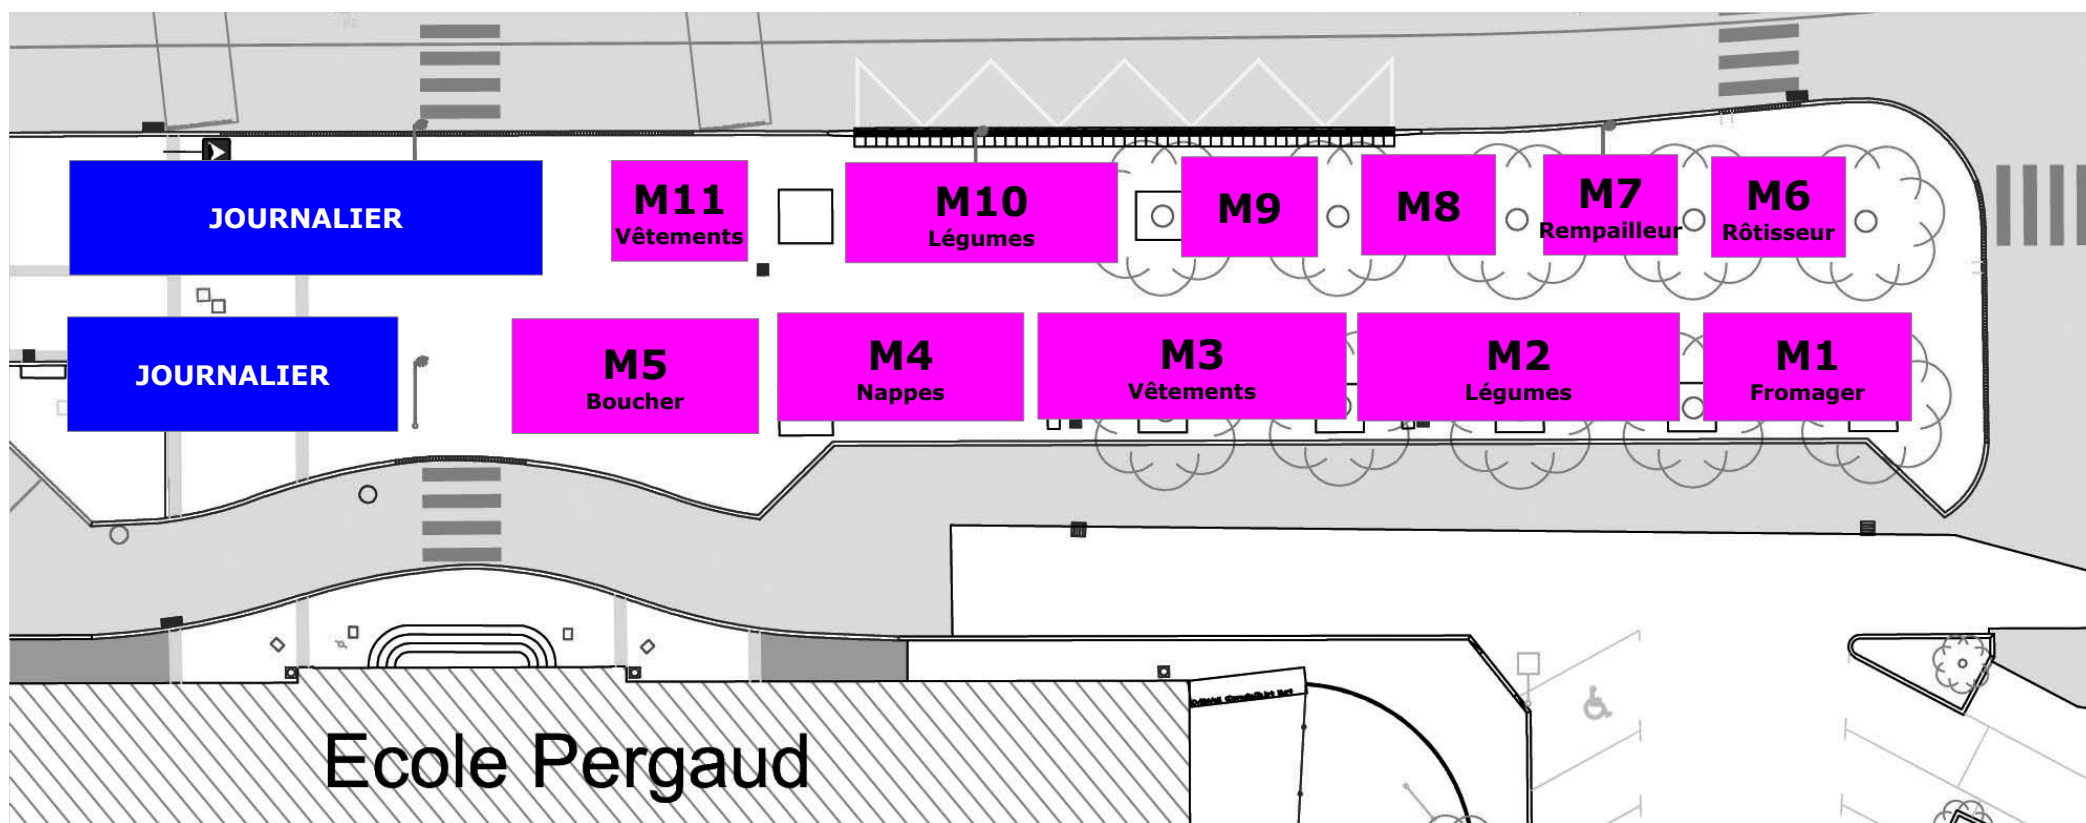 JOURNALIER
M11
Vêtements
M10
Légumes
M9
M8
M7
Rempailleur
M6
Rôtisseur
JOURNALIER
M5
Boucher
M4
Nappes
M3
Vêtements
M2
Légumes
M1
Fromager
Ecole Pergaud